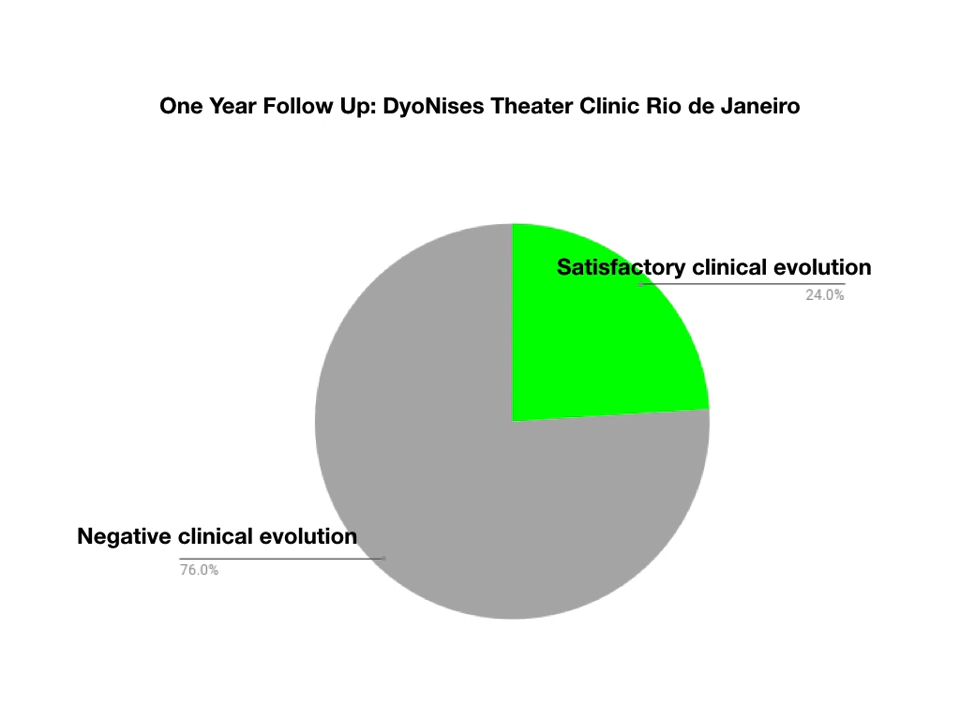 One Year Follow Up: DyoNises Theater Clinic Rio de Janeiro
Satisfactory clinical evolution
24.0%
Negative clinical evolution
76.0%